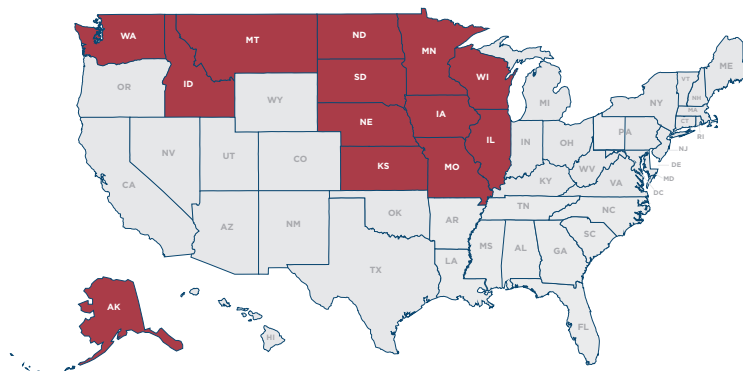 WA
MT
ND
MN
ID
OR
SD
WI
WY
MI
NE
IA
IL
IN
OH
PA
NY
VT
NH
ME
MA
CT
RI
NJ
DE
MD
DC
NV
UT
CO
CA
KS
MO
KY
WV
VA
AZ
NM
OK
AR
TN
NC
SC
MS
AL
GA
LA
TX
FL
AK
HI